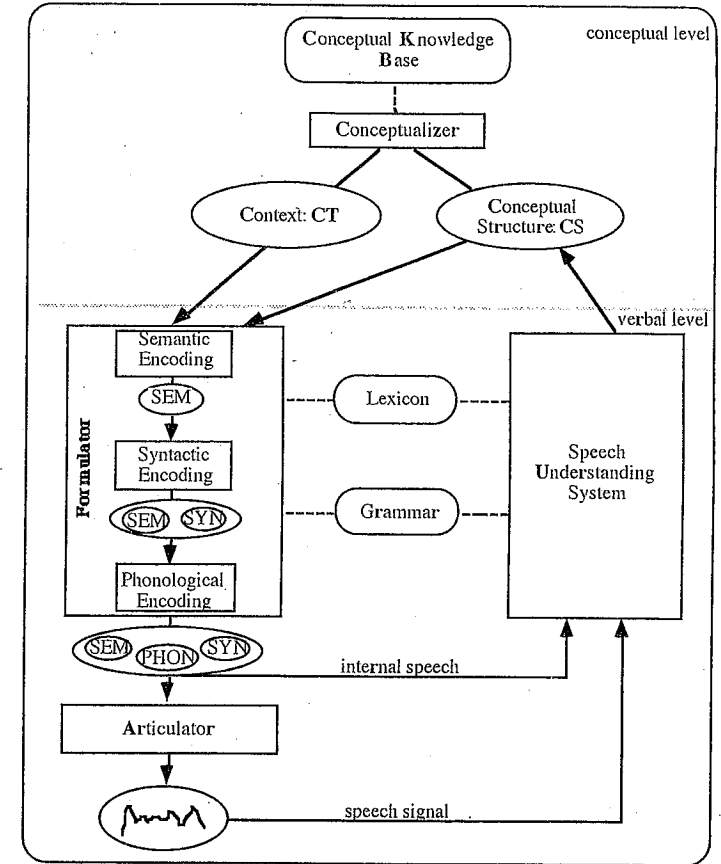 conceptual level
Conceptual Knowledge
Base
Conceptualizer
Context: CT
Conceptual
Structure: CS
verbal level
Formulator
Semantic
Encoding
SEM
Lexicon
Syntactic
Encoding
Speech
Understanding
System
SEM SYN
Grammar
Phonological
Encoding
SEM PHON SYN
internal speech
Articulator
speech signal